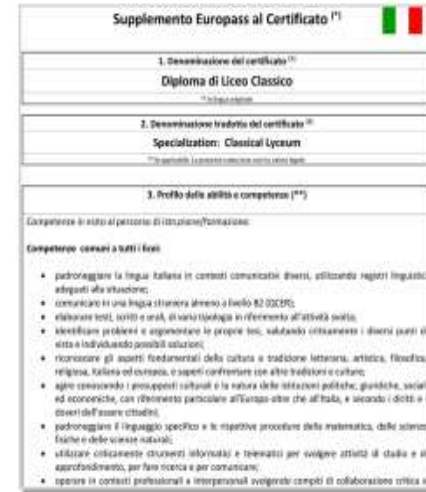 Supplemento Europass al Certificato (*)
1. Denominazione del certificato (1)
Diploma di Liceo Classico
(1) In lingua originale
2. Denominazione tradotta del certificato (2)
Specialization: Classical Lyceum
3. Profilo delle abilità e competenze (**)
Competenze in esito al percorso di istruzione/formazione:
Competenze comuni a tutti i licei:
• padroneggiare la lingua italiana in contesti comunicativi diversi, utilizzando registri linguistici
adeguati alla situazione;
• comunicare in una lingua straniera almeno a livello B2 (QCER);
• elaborare testi, scritti e orali, di varia tipologia in riferimento all'attività svolta;
• identificare problemi e argomentare le proprie tesi, valutando criticamente i diversi punti di
vista e individuando possibili soluzioni;
• riconoscere gli aspetti fondamentali della cultura e tradizione letteraria, artistica, filosofica,
religiosa, italiana ed europea, e saperli confrontare con altre tradizioni e culture;
• agire conoscendo i presupposti culturali e la natura delle istituzioni politiche, giuridiche, sociali
ed economiche, con riferimento particolare all'Europa oltre che all'Italia, e secondo i diritti e i
doveri dell'essere cittadini;
• padroneggiare il linguaggio specifico e le rispettive procedure della matematica, delle scienze
fisiche e delle scienze naturali;
• utilizzare criticamente strumenti informatici e telematici per svolgere attività di studio e di
approfondimento, per fare ricerca e per comunicare;
• operare in contesti professionali e interpersonali svolgendo compiti di collaborazione critica e